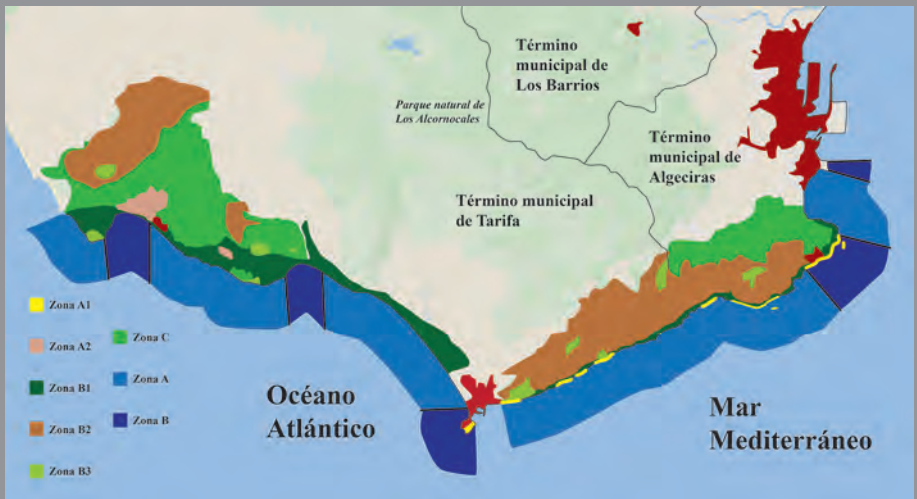 Término
municipal de
Los Barrios
Parque natural de
Los Alcornocales
Término
municipal de
Algeciras
Término municipal
de Tarifa
Zona A1
Zona A2
Zona B1
Zona B2
Zona B3
Zona C
Zona A
Zona B
Océano
Atlántico
Mar
Mediterráneo